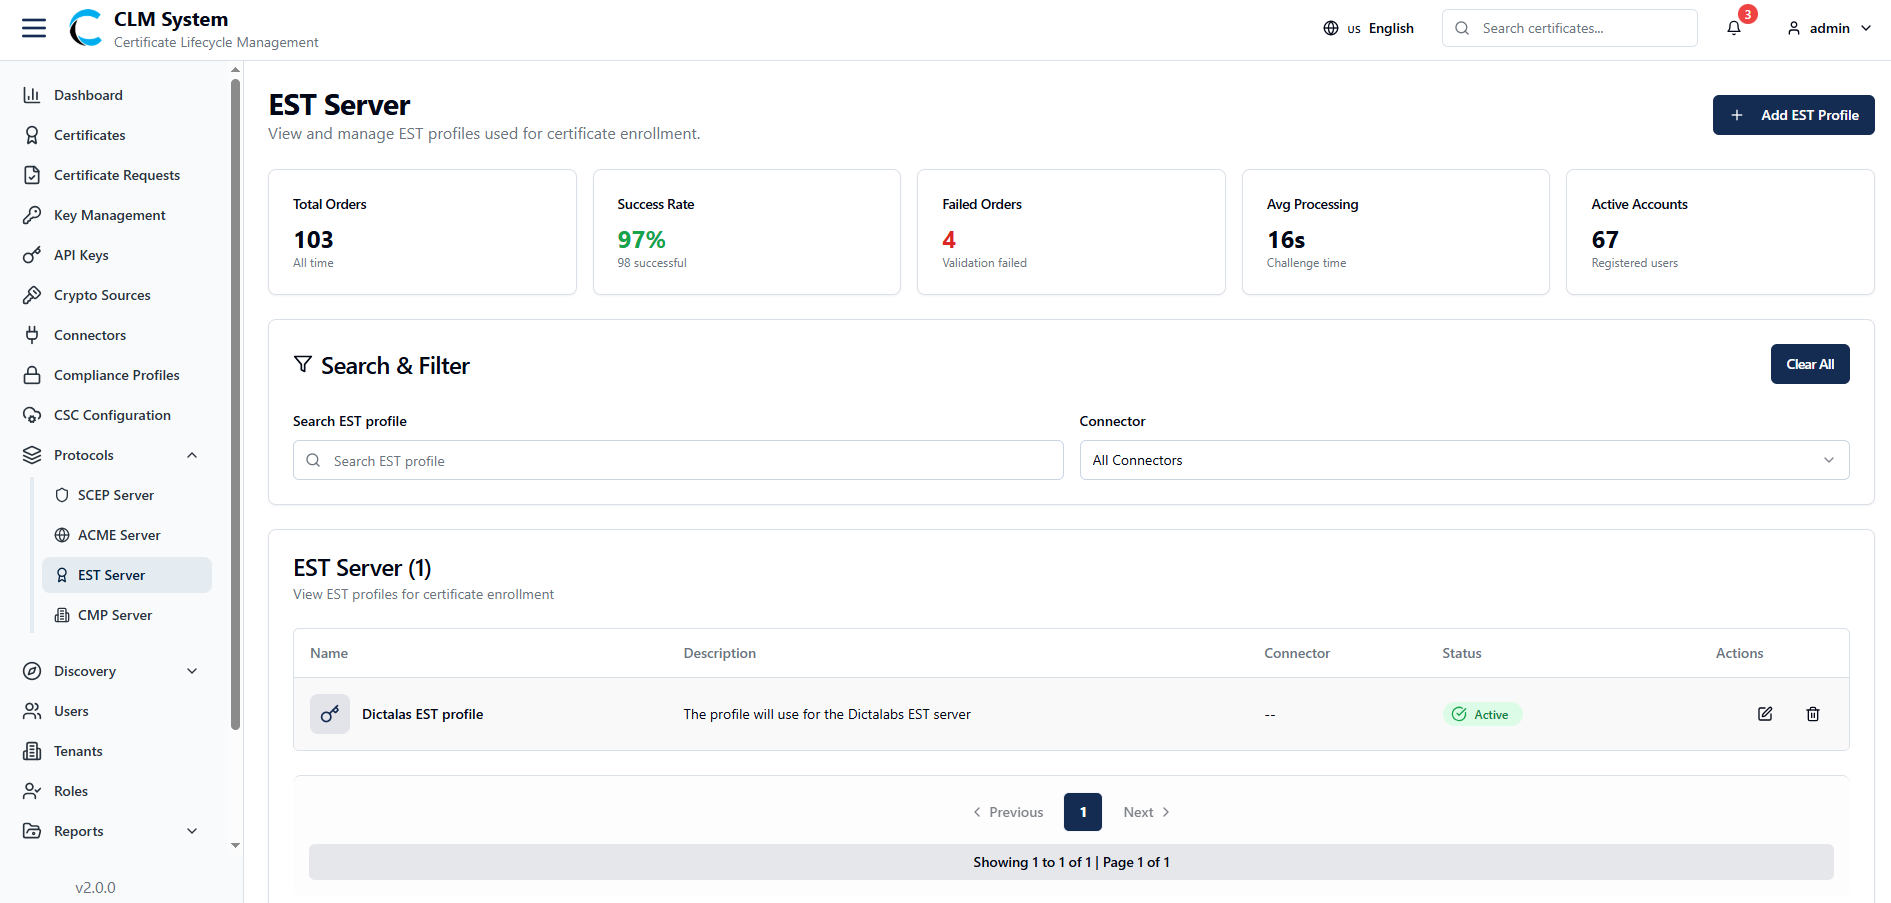 CLM System
Certificate Lifecycle Management
us English
Search certificates...
3
admin
Dashboard
Certificates
Certificate Requests
Key Management
API Keys
Crypto Sources
Connectors
Compliance Profiles
CSC Configuration
Protocols
SCEP Server
ACME Server
EST Server
CMP Server
Discovery
Users
Tenants
Roles
Reports
v2.0.0
EST Server
View and manage EST profiles used for certificate enrollment.
Add EST Profile
Total Orders
103
All time
Success Rate
97%
98 successful
Failed Orders
4
Validation failed
Avg Processing
16s
Challenge time
Active Accounts
67
Registered users
Search & Filter
Clear All
Search EST profile
Search EST profile
Connector
All Connectors
EST Server (1)
View EST profiles for certificate enrollment
Name Description Connector Status Actions
Dictalas EST profile The profile will use for the Dictalabs EST server -- Active
Previous 1 Next
Showing 1 to 1 of 1 | Page 1 of 1